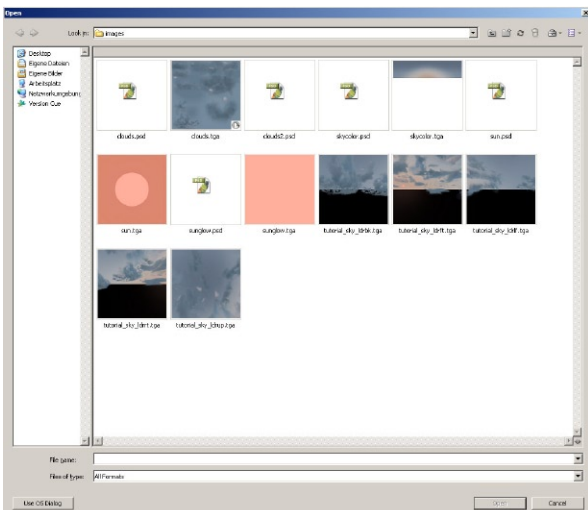 Open
Look in: images
Desktop
Eigene Dateien
Eigene Bilder
Arbeitsplatz
Netzwerkumgebung
Version Cue
clouds.psd
clouds.tga
clouds2.psd
skycolor.psd
skycolor.tga
sun.psd
sun.tga
sunglow.psd
sunglow.tga
tutorial_sky_ldrbk.tga
tutorial_sky_ldrft.tga
tutorial_sky_ldrlf.tga
tutorial_sky_ldrrt.tga
tutorial_sky_ldrup.tga
File name:
Files of type: All Formats
Use OS Dialog
Open
Cancel